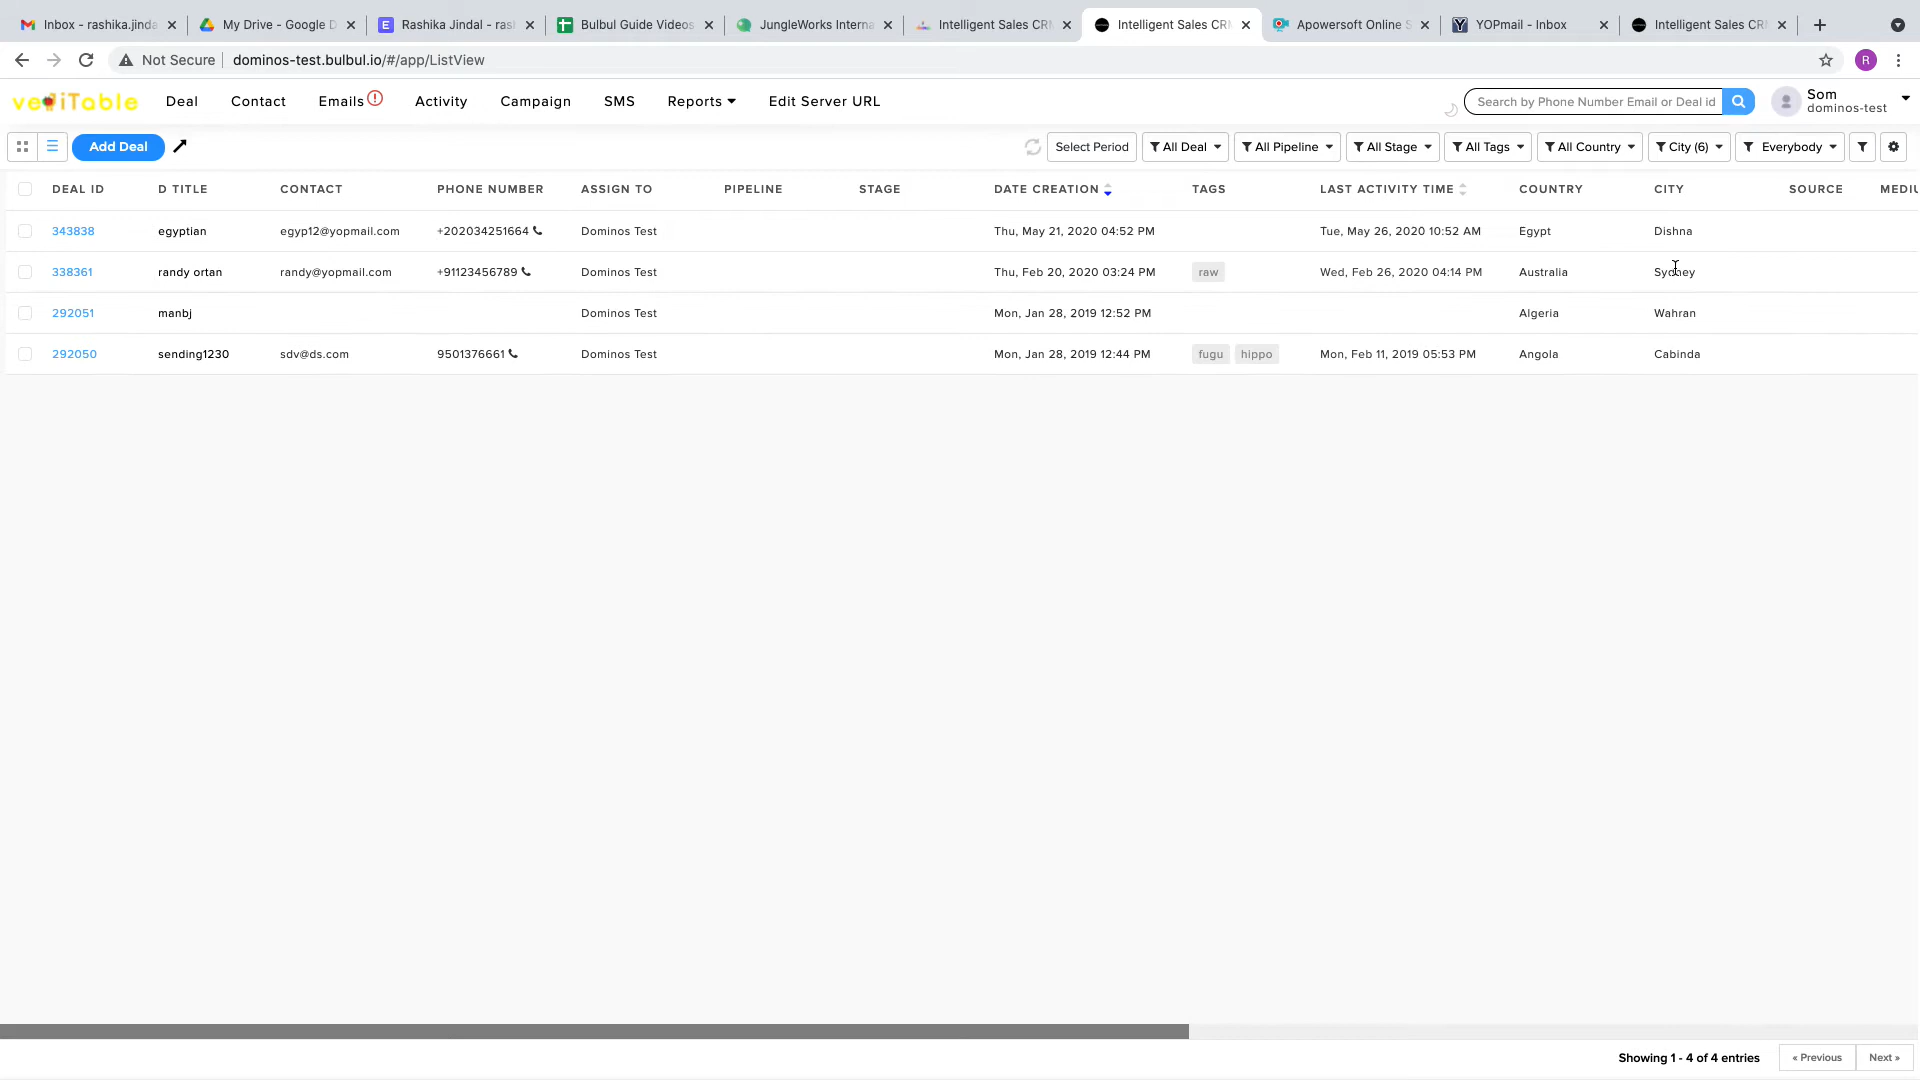 Inbox - rashika.jinda
My Drive - Google D
Rashika Jindal - rash
Bulbul Guide Videos
JungleWorks Interna
Intelligent Sales CRM
Intelligent Sales CRM
Apowersoft Online S
YOPmail - Inbox
Intelligent Sales CRM
Not Secure dominos-test.bulbul.io/#/app/ListView R
Deal Contact Emails Activity Campaign SMS Reports Edit Server URL Search by Phone Number Email or Deal id Som
dominos-test
Add Deal Select Period All Deal All Pipeline All Stage All Tags All Country City (6) Everybody
DEAL ID D TITLE CONTACT PHONE NUMBER ASSIGN TO PIPELINE STAGE DATE CREATION TAGS LAST ACTIVITY TIME COUNTRY CITY SOURCE MEDIU
343838 egyptian egyp12@yopmail.com +202034251664 Dominos Test Thu, May 21, 2020 04:52 PM Tue, May 26, 2020 10:52 AM Egypt Dishna
338361 randy ortan randy@yopmail.com +91123456789 Dominos Test Thu, Feb 20, 2020 03:24 PM raw Wed, Feb 26, 2020 04:14 PM Australia Sydney
292051 manbj Dominos Test Mon, Jan 28, 2019 12:52 PM Algeria Wahran
292050 sending1230 sdv@ds.com 9501376661 Dominos Test Mon, Jan 28, 2019 12:44 PM fugu hippo Mon, Feb 11, 2019 05:53 PM Angola Cabinda
Showing 1 - 4 of 4 entries « Previous Next »